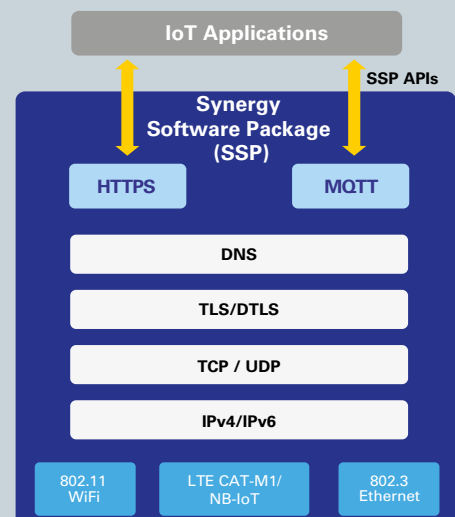 IoT Applications
SSP APIs
Synergy
Software Package
(SSP)
HTTPS
MQTT
DNS
TLS/DTLS
TCP / UDP
IPv4/IPv6
802.11
WiFi
LTE CAT-M1/
NB-IoT
802.3
Ethernet